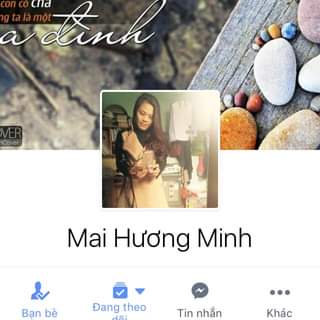 con có cha
ng ta là một
a đình
OVER
Mai Hương Minh
Bạn bè
Đang theo
dõi
Tin nhắn
Khác